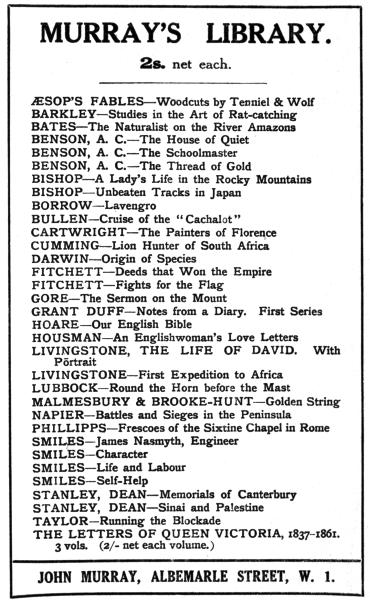 MURRAY'S LIBRARY.
2s. net each.
ÆSOP'S FABLES—Woodcuts by Tenniel & Wolf
BARKLEY—Studies in the Art of Rat-catching
BATES—The Naturalist on the River Amazons
BENSON, A. C.—The House of Quiet
BENSON, A. C.—The Schoolmaster
BENSON, A. C.—The Thread of Gold
BISHOP—A Lady's Life in the Rocky Mountains
BISHOP—Unbeaten Tracks in Japan
BORROW—Lavengro
BULLEN—Cruise of the "Cachalot"
CARTWRIGHT—The Painters of Florence
CUMMING—Lion Hunter of South Africa
DARWIN—Origin of Species
FITCHETT—Deeds that Won the Empire
FITCHETT—Fights for the Flag
GORE—The Sermon on the Mount
GRANT DUFF—Notes from a Diary. First Series
HOARE—Our English Bible
HOUSMAN—An Englishwoman's Love Letters
LIVINGSTONE, THE LIFE OF DAVID. With
Pörtrait
LIVINGSTONE—First Expedition to Africa
LUBBOCK—Round the Horn before the Mast
MALMESBURY & BROOKE-HUNT—Golden String
NAPIER—Battles and Sieges in the Peninsula
PHILLIPPS—Frescoes of the Sixtine Chapel in Rome
SMILES—James Nasmyth, Engineer
SMILES—Character
SMILES—Life and Labour
SMILES—Self-Help
STANLEY, DEAN—Memorials of Canterbury
STANLEY, DEAN—Sinai and Palestine
TAYLOR—Running the Blockade
THE LETTERS OF QUEEN VICTORIA, 1837-1861.
3 vols. (2/- net each volume.)
JOHN MURRAY, ALBEMARLE STREET, W. 1.